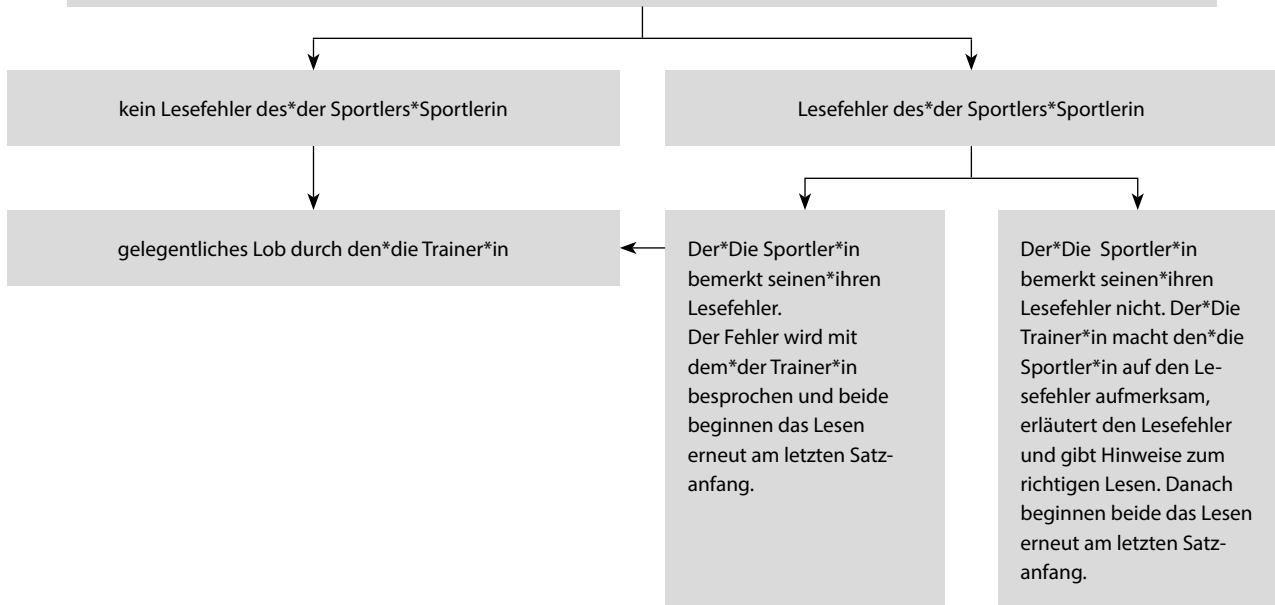 kein Lesefehler des*der Sportlers*Sportlerin
Lesefehler des*der Sportlers*Sportlerin
gelegentliches Lob durch den*die Trainer*in
Der*Die Sportler*in
bemerkt seinen*ihren
Lesefehler.
Der Fehler wird mit
dem*der Trainer*in
besprochen und beide
beginnen das Lesen
erneut am letzten Satz-
anfang.
Der*Die Sportler*in
bemerkt seinen*ihren
Lesefehler nicht. Der*Die
Trainer*in macht den*die
Sportler*in auf den Le-
sefehler aufmerksam,
erläutert den Lesefehler
und gibt Hinweise zum
richtigen Lesen. Danach
beginnen beide das Lesen
erneut am letzten Satz-
anfang.